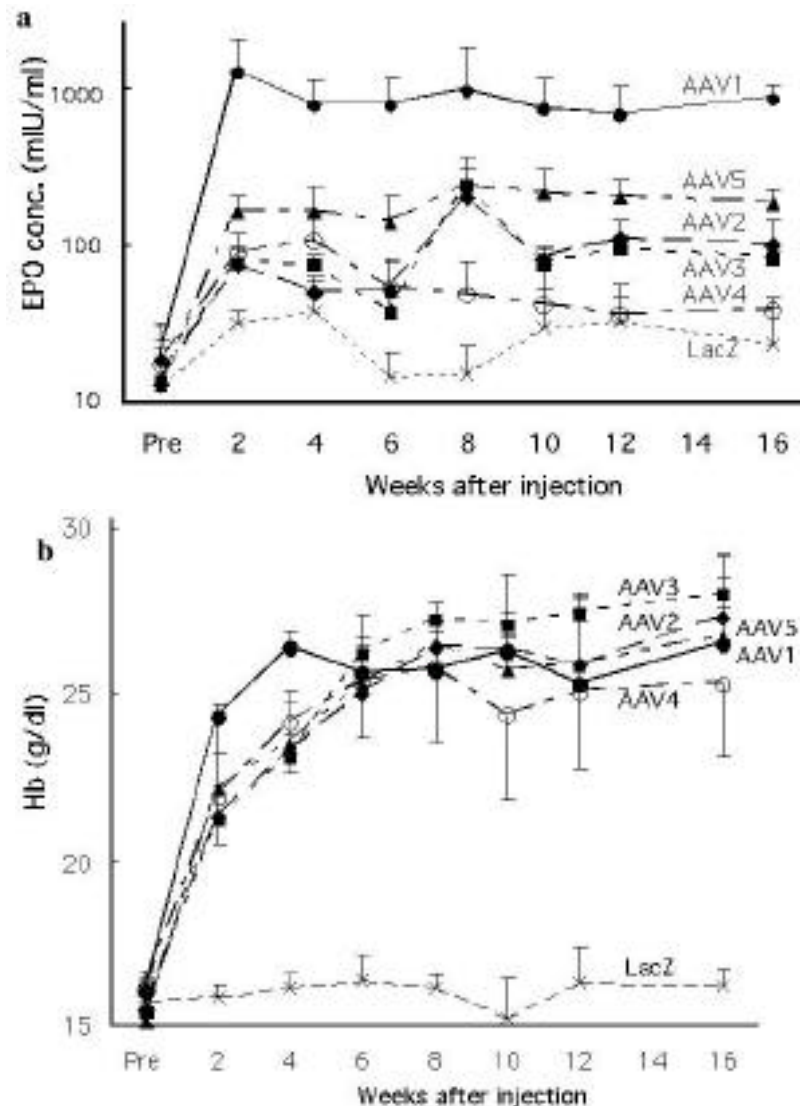 a
EPO conc. (mIU/ml)
1000
100
10
AAV1
AAV5
AAV2
AAV3
AAV4
LacZ
Pre 2 4 6 8 10 12 14 16
Weeks after injection
b
Hb (g/dl)
30
25
20
15
AAV3
AAV2
AAV5
AAV1
AAV4
LacZ
Pre 2 4 6 8 10 12 14 16
Weeks after injection